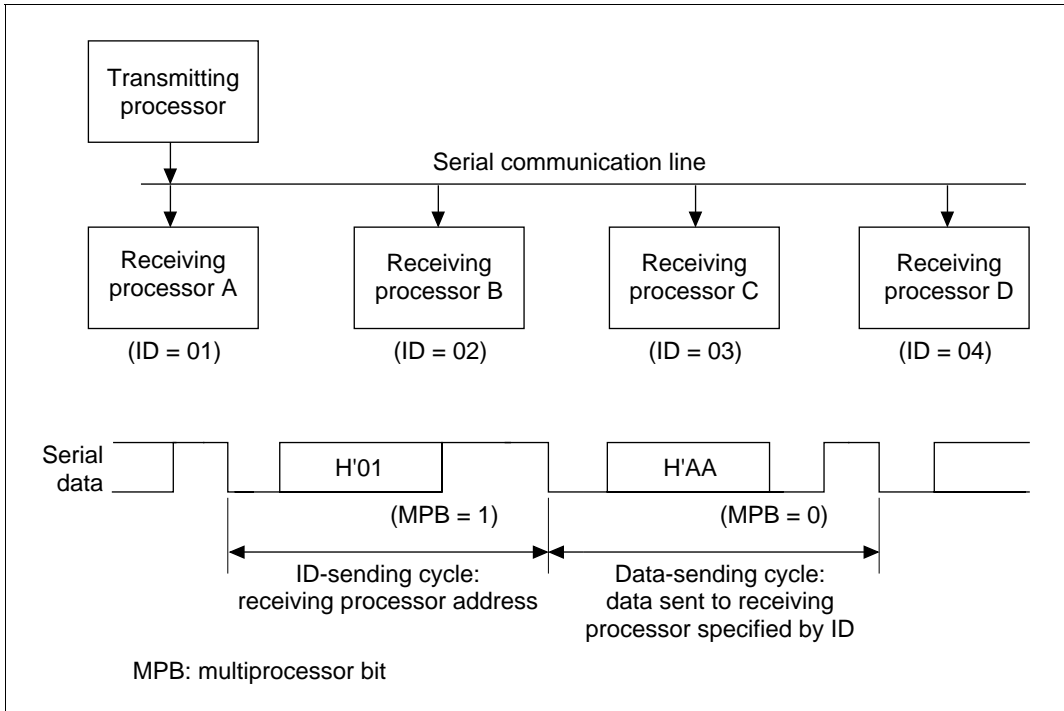 Transmitting
processor
Serial communication line
Receiving
processor A
Receiving
processor B
Receiving
processor C
Receiving
processor D
(ID = 01)
(ID = 02)
(ID = 03)
(ID = 04)
Serial
data
H'01
H'AA
(MPB = 1)
(MPB = 0)
ID-sending cycle:
receiving processor address
Data-sending cycle:
data sent to receiving
processor specified by ID
MPB: multiprocessor bit